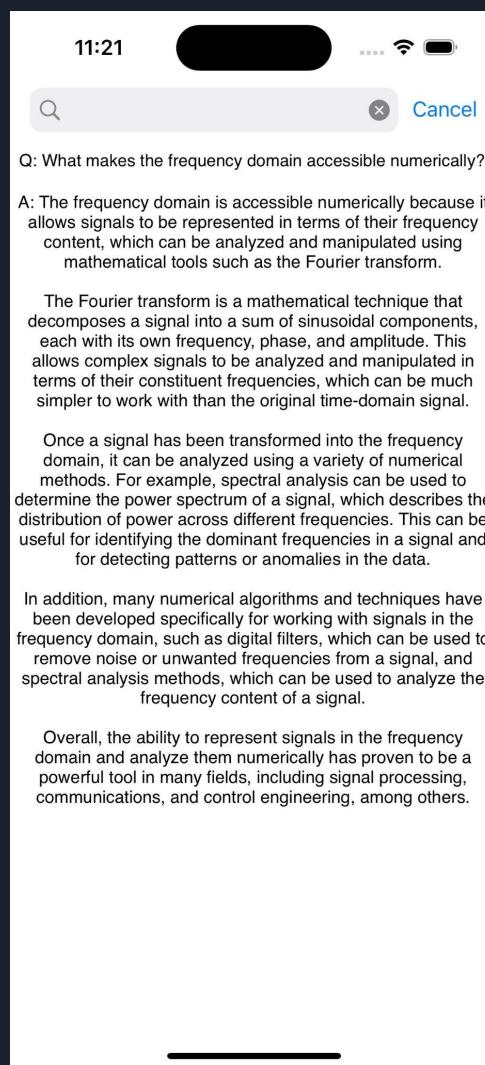 11:21
Cancel
Q: What makes the frequency domain accessible numerically?
A: The frequency domain is accessible numerically because it
allows signals to be represented in terms of their frequency
content, which can be analyzed and manipulated using
mathematical tools such as the Fourier transform.
The Fourier transform is a mathematical technique that
decomposes a signal into a sum of sinusoidal components,
each with its own frequency, phase, and amplitude. This
allows complex signals to be analyzed and manipulated in
terms of their constituent frequencies, which can be much
simpler to work with than the original time-domain signal.
Once a signal has been transformed into the frequency
domain, it can be analyzed using a variety of numerical
methods. For example, spectral analysis can be used to
determine the power spectrum of a signal, which describes the
distribution of power across different frequencies. This can be
useful for identifying the dominant frequencies in a signal and
for detecting patterns or anomalies in the data.
In addition, many numerical algorithms and techniques have
been developed specifically for working with signals in the
frequency domain, such as digital filters, which can be used to
remove noise or unwanted frequencies from a signal, and
spectral analysis methods, which can be used to analyze the
frequency content of a signal.
Overall, the ability to represent signals in the frequency
domain and analyze them numerically has proven to be a
powerful tool in many fields, including signal processing,
communications, and control engineering, among others.